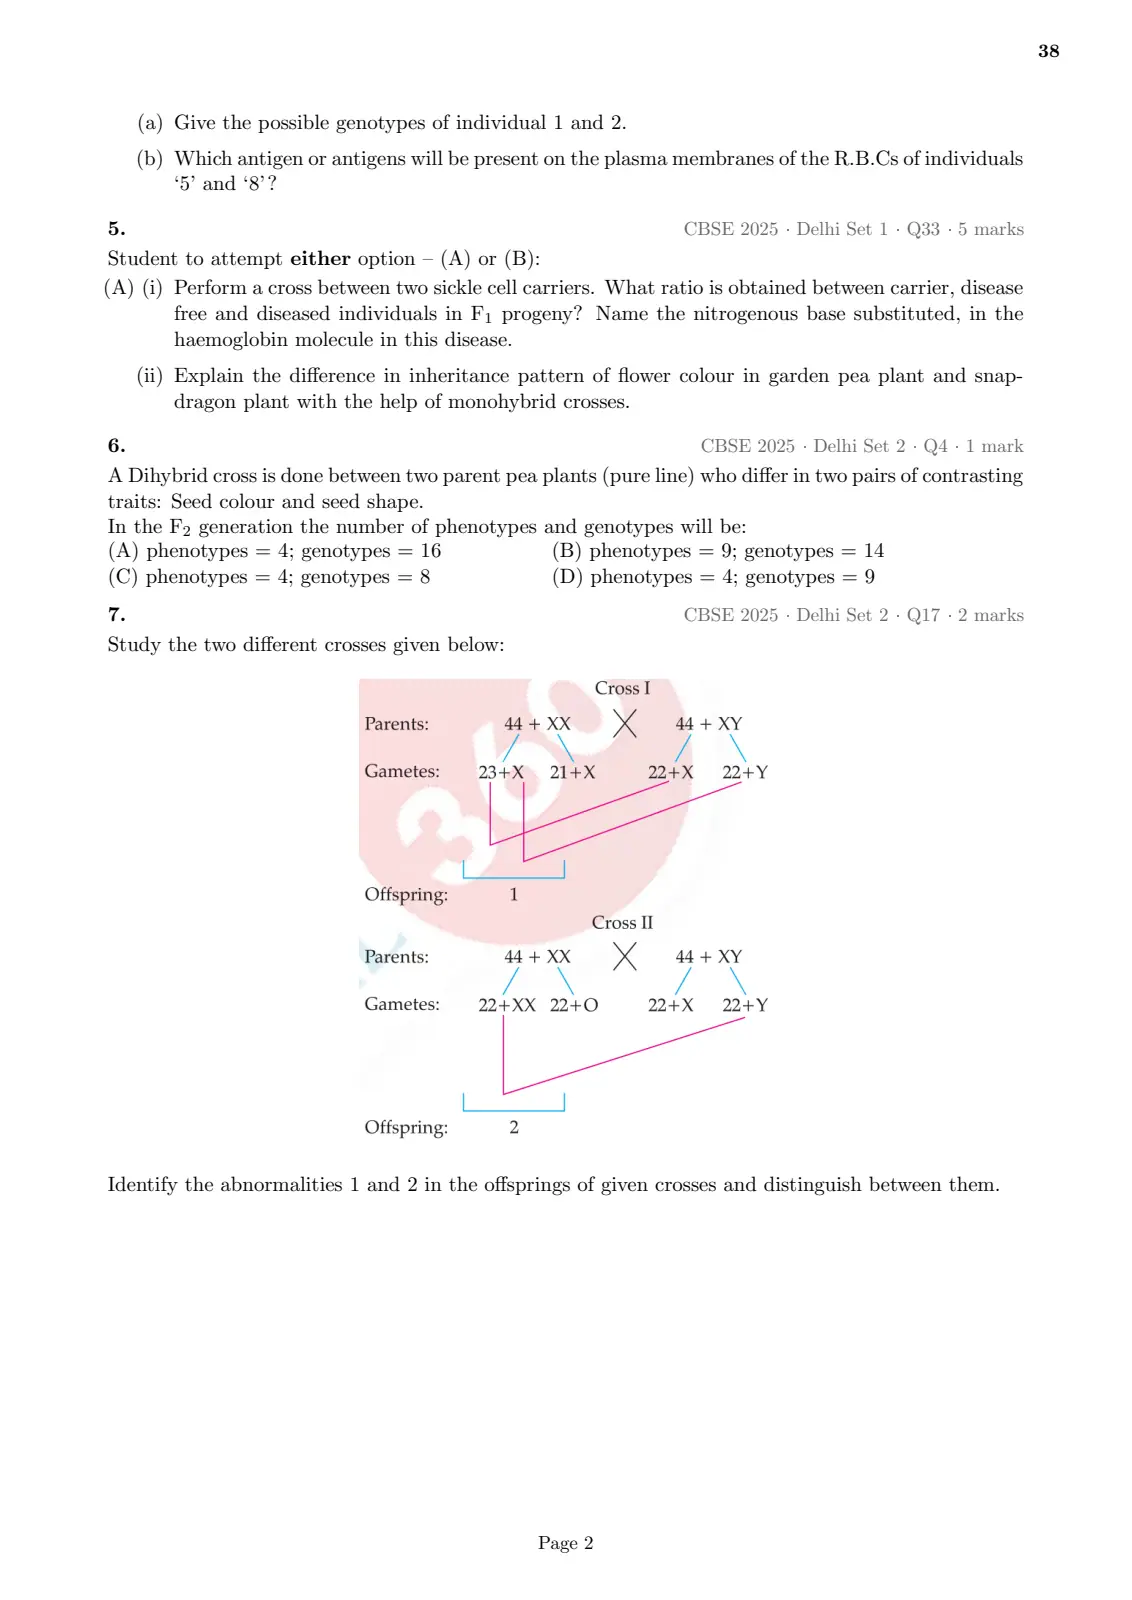 38
(a) Give the possible genotypes of individual 1 and 2.
(b) Which antigen or antigens will be present on the plasma membranes of the R.B.Cs of individuals
‘5’ and ‘8’?
5. CBSE 2025 · Delhi Set 1 · Q33 · 5 marks
Student to attempt either option – (A) or (B):
(A) (i) Perform a cross between two sickle cell carriers. What ratio is obtained between carrier, disease
free and diseased individuals in F₁ progeny? Name the nitrogenous base substituted, in the
haemoglobin molecule in this disease.
(ii) Explain the difference in inheritance pattern of flower colour in garden pea plant and snap-
dragon plant with the help of monohybrid crosses.
6. CBSE 2025 · Delhi Set 2 · Q4 · 1 mark
A Dihybrid cross is done between two parent pea plants (pure line) who differ in two pairs of contrasting
traits: Seed colour and seed shape.
In the F₂ generation the number of phenotypes and genotypes will be:
(A) phenotypes = 4; genotypes = 16 (B) phenotypes = 9; genotypes = 14
(C) phenotypes = 4; genotypes = 8 (D) phenotypes = 4; genotypes = 9
7. CBSE 2025 · Delhi Set 2 · Q17 · 2 marks
Study the two different crosses given below:
360
Cross I
Parents: 44 + XX 44 + XY
Gametes: 23+X 21+X 22+X 22+Y
Offspring: 1
Cross II
Parents: 44 + XX 44 + XY
Gametes: 22+XX 22+O 22+X 22+Y
Offspring: 2
Identify the abnormalities 1 and 2 in the offsprings of given crosses and distinguish between them.
Page 2